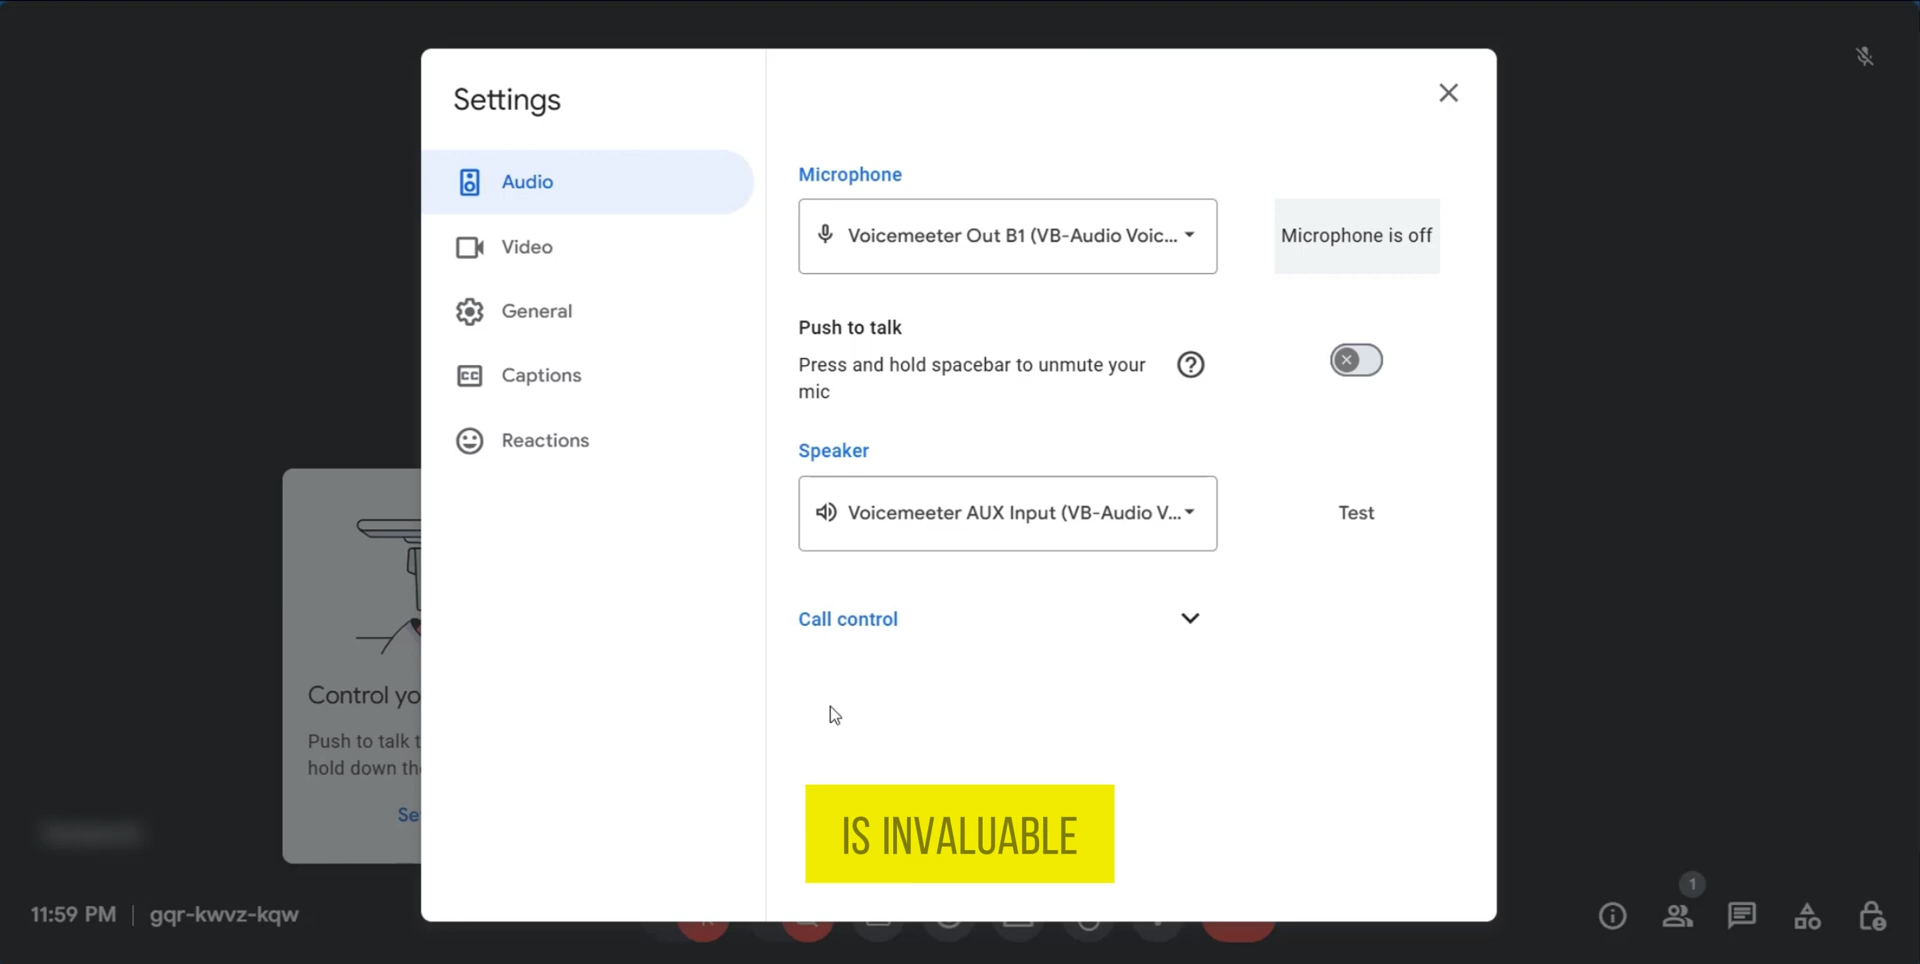 Settings
Audio
Video
General
Captions
Reactions
Microphone
Voicemeeter Out B1 (VB-Audio Voic...
Microphone is off
Push to talk
Press and hold spacebar to unmute your
mic
Speaker
Voicemeeter AUX Input (VB-Audio V...
Test
Call control
Control yo
Push to talk t
hold down the
Se
IS INVALUABLE
11:59 PM | gqr-kwvz-kqw
1